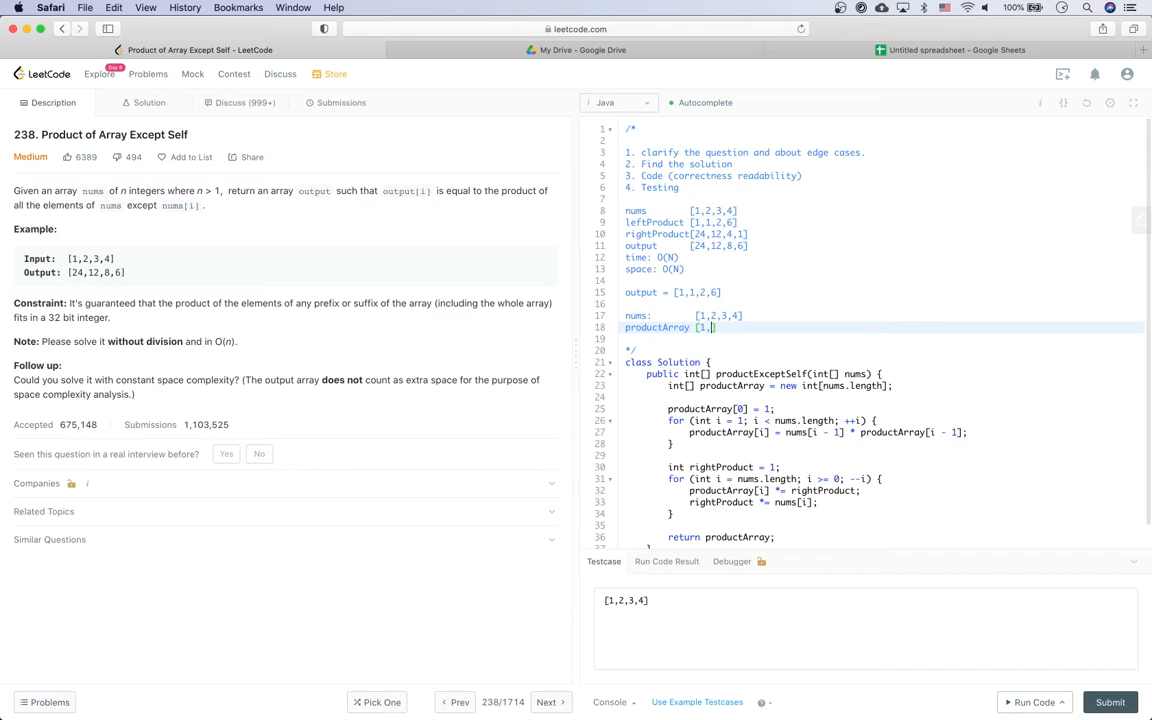 Safari File Edit View History Bookmarks Window Help 100%
leetcode.com
Product of Array Except Self - LeetCode My Drive - Google Drive Untitled spreadsheet - Google Sheets
LeetCode Explore Day 8 Problems Mock Contest Discuss Store
Description Solution Discuss (999+) Submissions
238. Product of Array Except Self
Medium 6389 494 Add to List Share
Given an array nums of n integers where n > 1, return an array output such that output[i] is equal to the product of
all the elements of nums except nums[i].
Example:
Input: [1,2,3,4]
Output: [24,12,8,6]
Constraint: It's guaranteed that the product of the elements of any prefix or suffix of the array (including the whole array)
fits in a 32 bit integer.
Note: Please solve it without division and in O(n).
Follow up:
Could you solve it with constant space complexity? (The output array does not count as extra space for the purpose of
space complexity analysis.)
Accepted 675,148 Submissions 1,103,525
Seen this question in a real interview before? Yes No
Companies i
Related Topics
Similar Questions
Problems Pick One Prev 238/1714 Next
i Java Autocomplete
1 /*
2
3 1. clarify the question and about edge cases.
4 2. Find the solution
5 3. Code (correctness readability)
6 4. Testing
7
8 nums [1,2,3,4]
9 leftProduct [1,1,2,6]
10 rightProduct[24,12,4,1]
11 output [24,12,8,6]
12 time: O(N)
13 space: O(N)
14
15 output = [1,1,2,6]
16
17 nums: [1,2,3,4]
18 productArray [1,]
19
20 */
21 class Solution {
22 public int[] productExceptSelf(int[] nums) {
23 int[] productArray = new int[nums.length];
24
25 productArray[0] = 1;
26 for (int i = 1; i < nums.length; ++i) {
27 productArray[i] = nums[i - 1] * productArray[i - 1];
28 }
29
30 int rightProduct = 1;
31 for (int i = nums.length; i >= 0; --i) {
32 productArray[i] *= rightProduct;
33 rightProduct *= nums[i];
34 }
35
36 return productArray;
37 }
Testcase Run Code Result Debugger
[1,2,3,4]
Console Use Example Testcases ? Run Code Submit